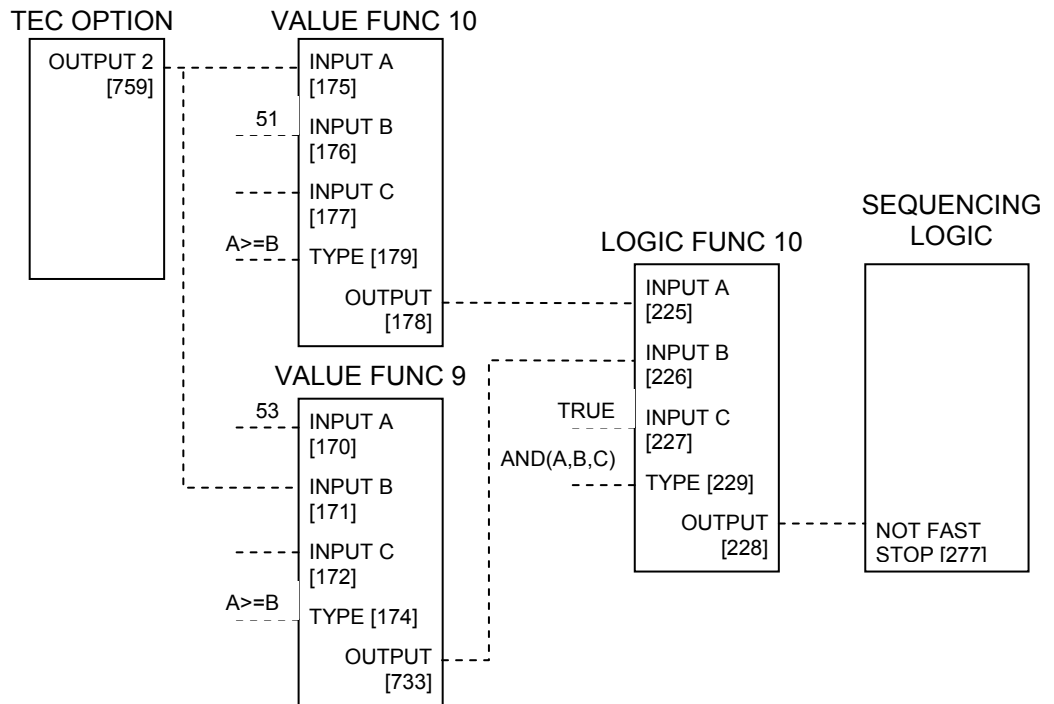 TEC OPTION
OUTPUT 2
[759]
VALUE FUNC 10
INPUT A
[175]
51
INPUT B
[176]
INPUT C
[177]
A>=B
TYPE [179]
OUTPUT
[178]
VALUE FUNC 9
53
INPUT A
[170]
INPUT B
[171]
INPUT C
[172]
A>=B
TYPE [174]
OUTPUT
[733]
LOGIC FUNC 10
INPUT A
[225]
INPUT B
[226]
TRUE
INPUT C
[227]
AND(A,B,C)
TYPE [229]
OUTPUT
[228]
SEQUENCING
LOGIC
NOT FAST
STOP [277]